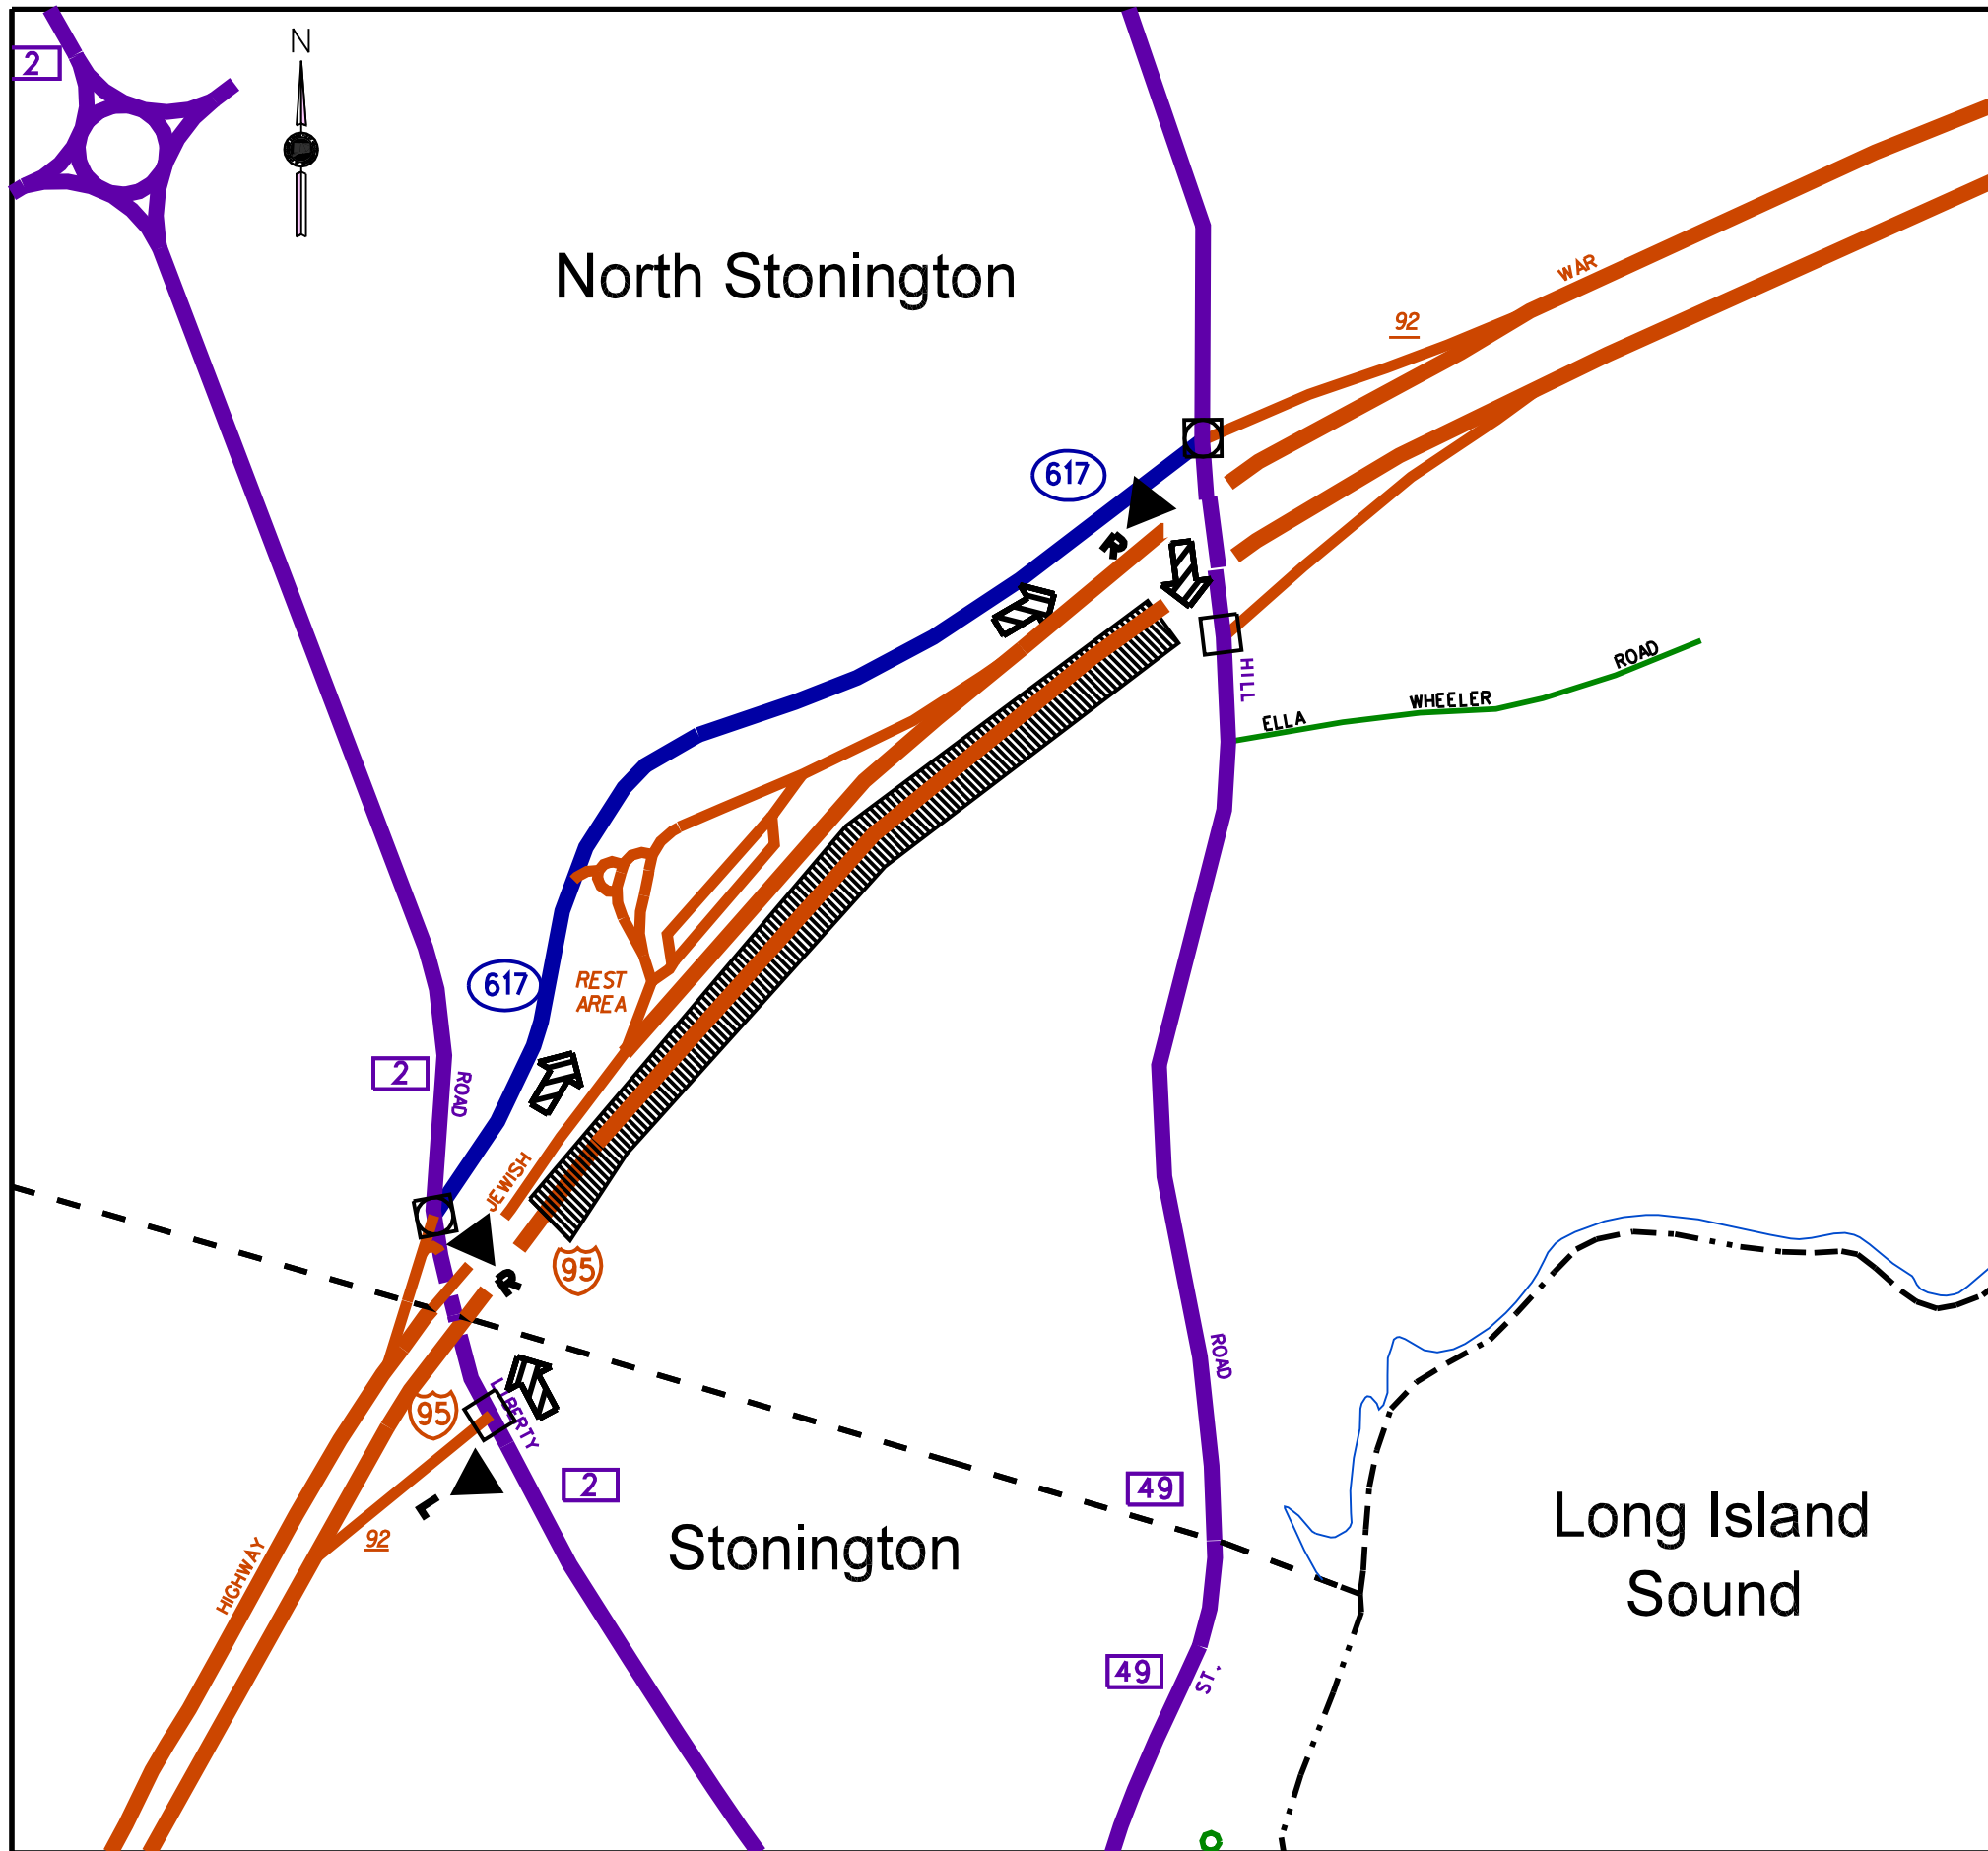 2
N
North Stonington
WAR
92
617
R
HILL
ROAD
WHEELER
ELLA
617
REST
AREA
2
ROAD
JEWISH
95
R
ROAD
95
LIBERTY
2
49
L
92
Stonington
Long Island
Sound
HIGHWAY
49
ST.